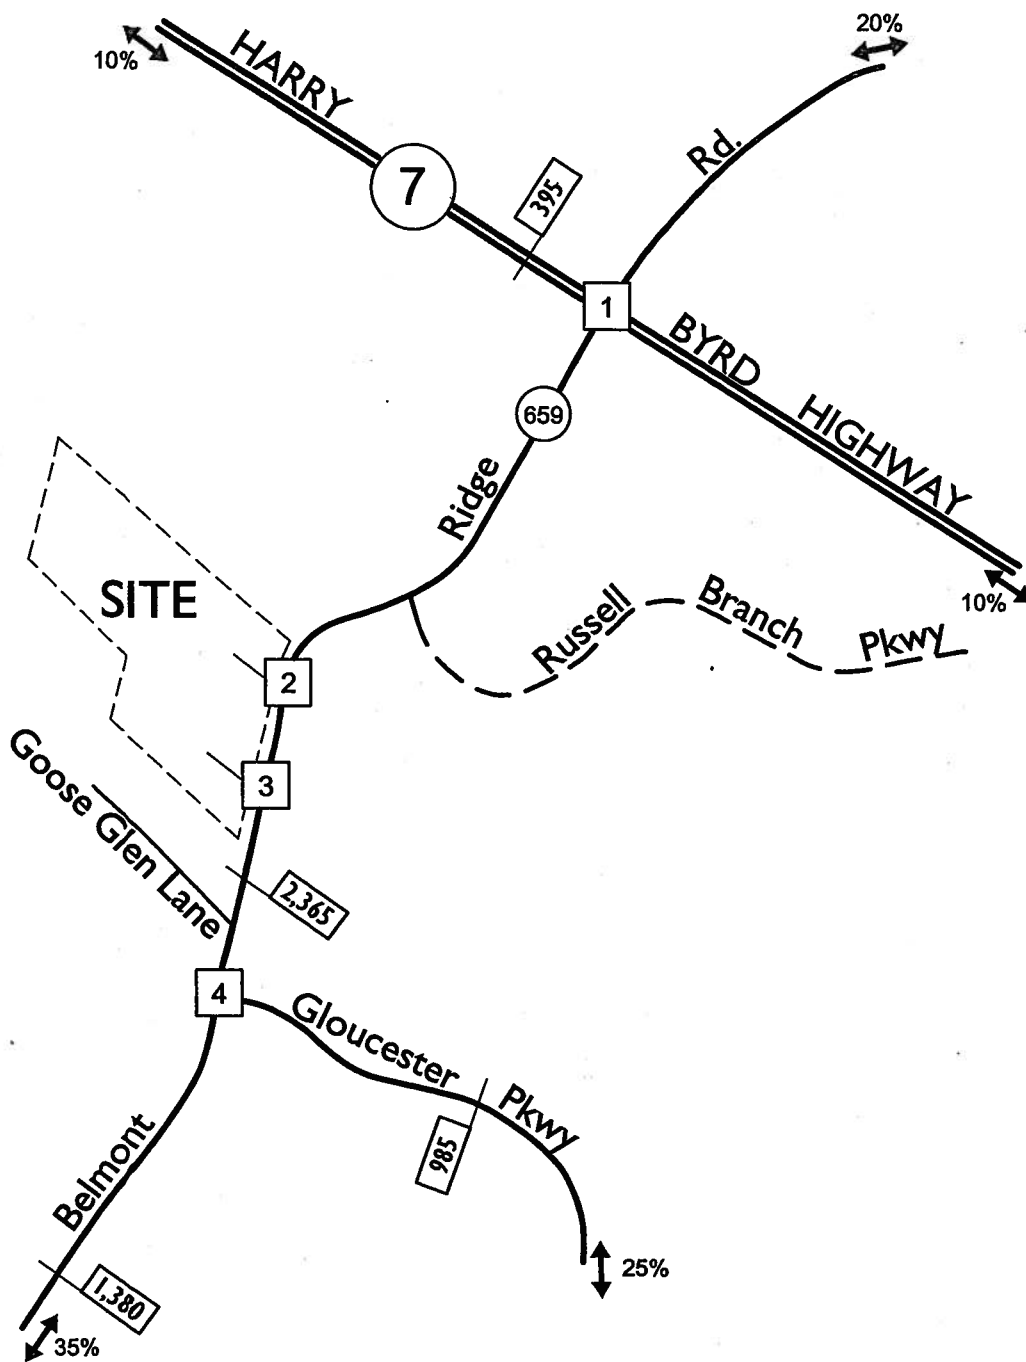 20%
10%
HARRY
Rd.
7
395
1
BYRD
HIGHWAY
659
Ridge
SITE
10%
Russell
Branch
Pkwy
2
3
Goose Glen Lane
2,365
4
Gloucester
Pkwy
985
Belmont
25%
1,380
35%